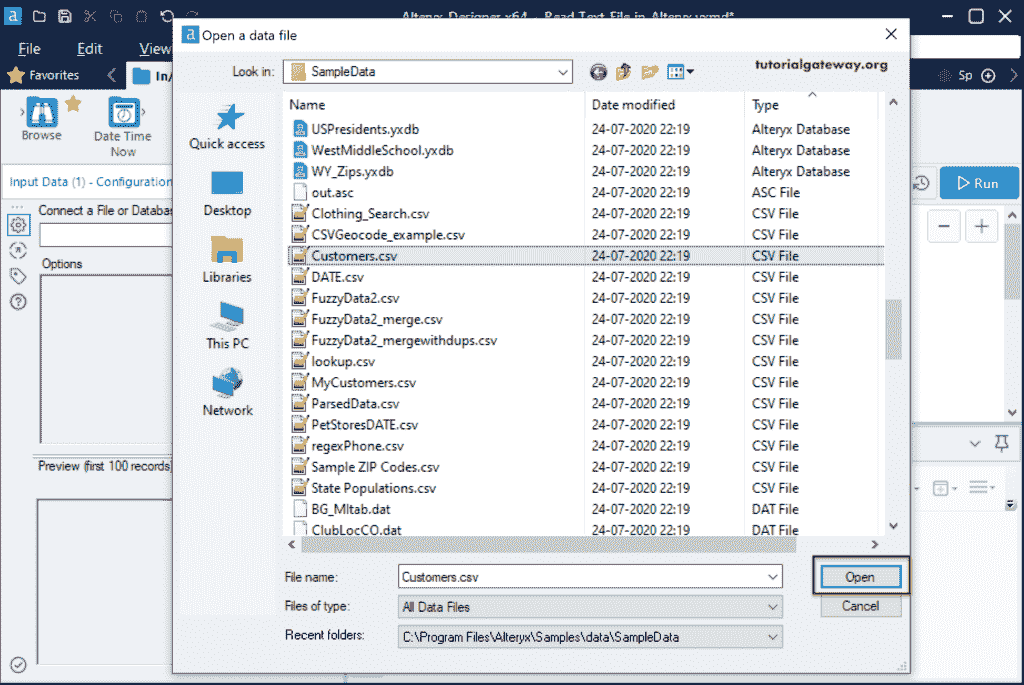 Alteryx Designer x64 - Read Text File in Alteryx.yxmd*
File Edit View
Favorites In/ Sp
Browse
Date Time
Now
Input Data (1) - Configuration
Run
Connect a File or Databa
Options
Preview (first 100 records)
Open a data file
Look in: SampleData
tutorialgateway.org
Quick access
Desktop
Libraries
This PC
Network
Name Date modified Type
USPresidents.yxdb 24-07-2020 22:19 Alteryx Database
WestMiddleSchool.yxdb 24-07-2020 22:19 Alteryx Database
WY_Zips.yxdb 24-07-2020 22:19 Alteryx Database
out.asc 24-07-2020 22:19 ASC File
Clothing_Search.csv 24-07-2020 22:19 CSV File
CSVGeocode_example.csv 24-07-2020 22:19 CSV File
Customers.csv 24-07-2020 22:19 CSV File
DATE.csv 24-07-2020 22:19 CSV File
FuzzyData2.csv 24-07-2020 22:19 CSV File
FuzzyData2_merge.csv 24-07-2020 22:19 CSV File
FuzzyData2_mergewithdups.csv 24-07-2020 22:19 CSV File
lookup.csv 24-07-2020 22:19 CSV File
MyCustomers.csv 24-07-2020 22:19 CSV File
ParsedData.csv 24-07-2020 22:19 CSV File
PetStoresDATE.csv 24-07-2020 22:19 CSV File
regexPhone.csv 24-07-2020 22:19 CSV File
Sample ZIP Codes.csv 24-07-2020 22:19 CSV File
State Populations.csv 24-07-2020 22:19 CSV File
BG_MItab.dat 24-07-2020 22:19 DAT File
ClubLocCO.dat 24-07-2020 22:19 DAT File
File name: Customers.csv Open
Files of type: All Data Files Cancel
Recent folders: C:\Program Files\Alteryx\Samples\data\SampleData